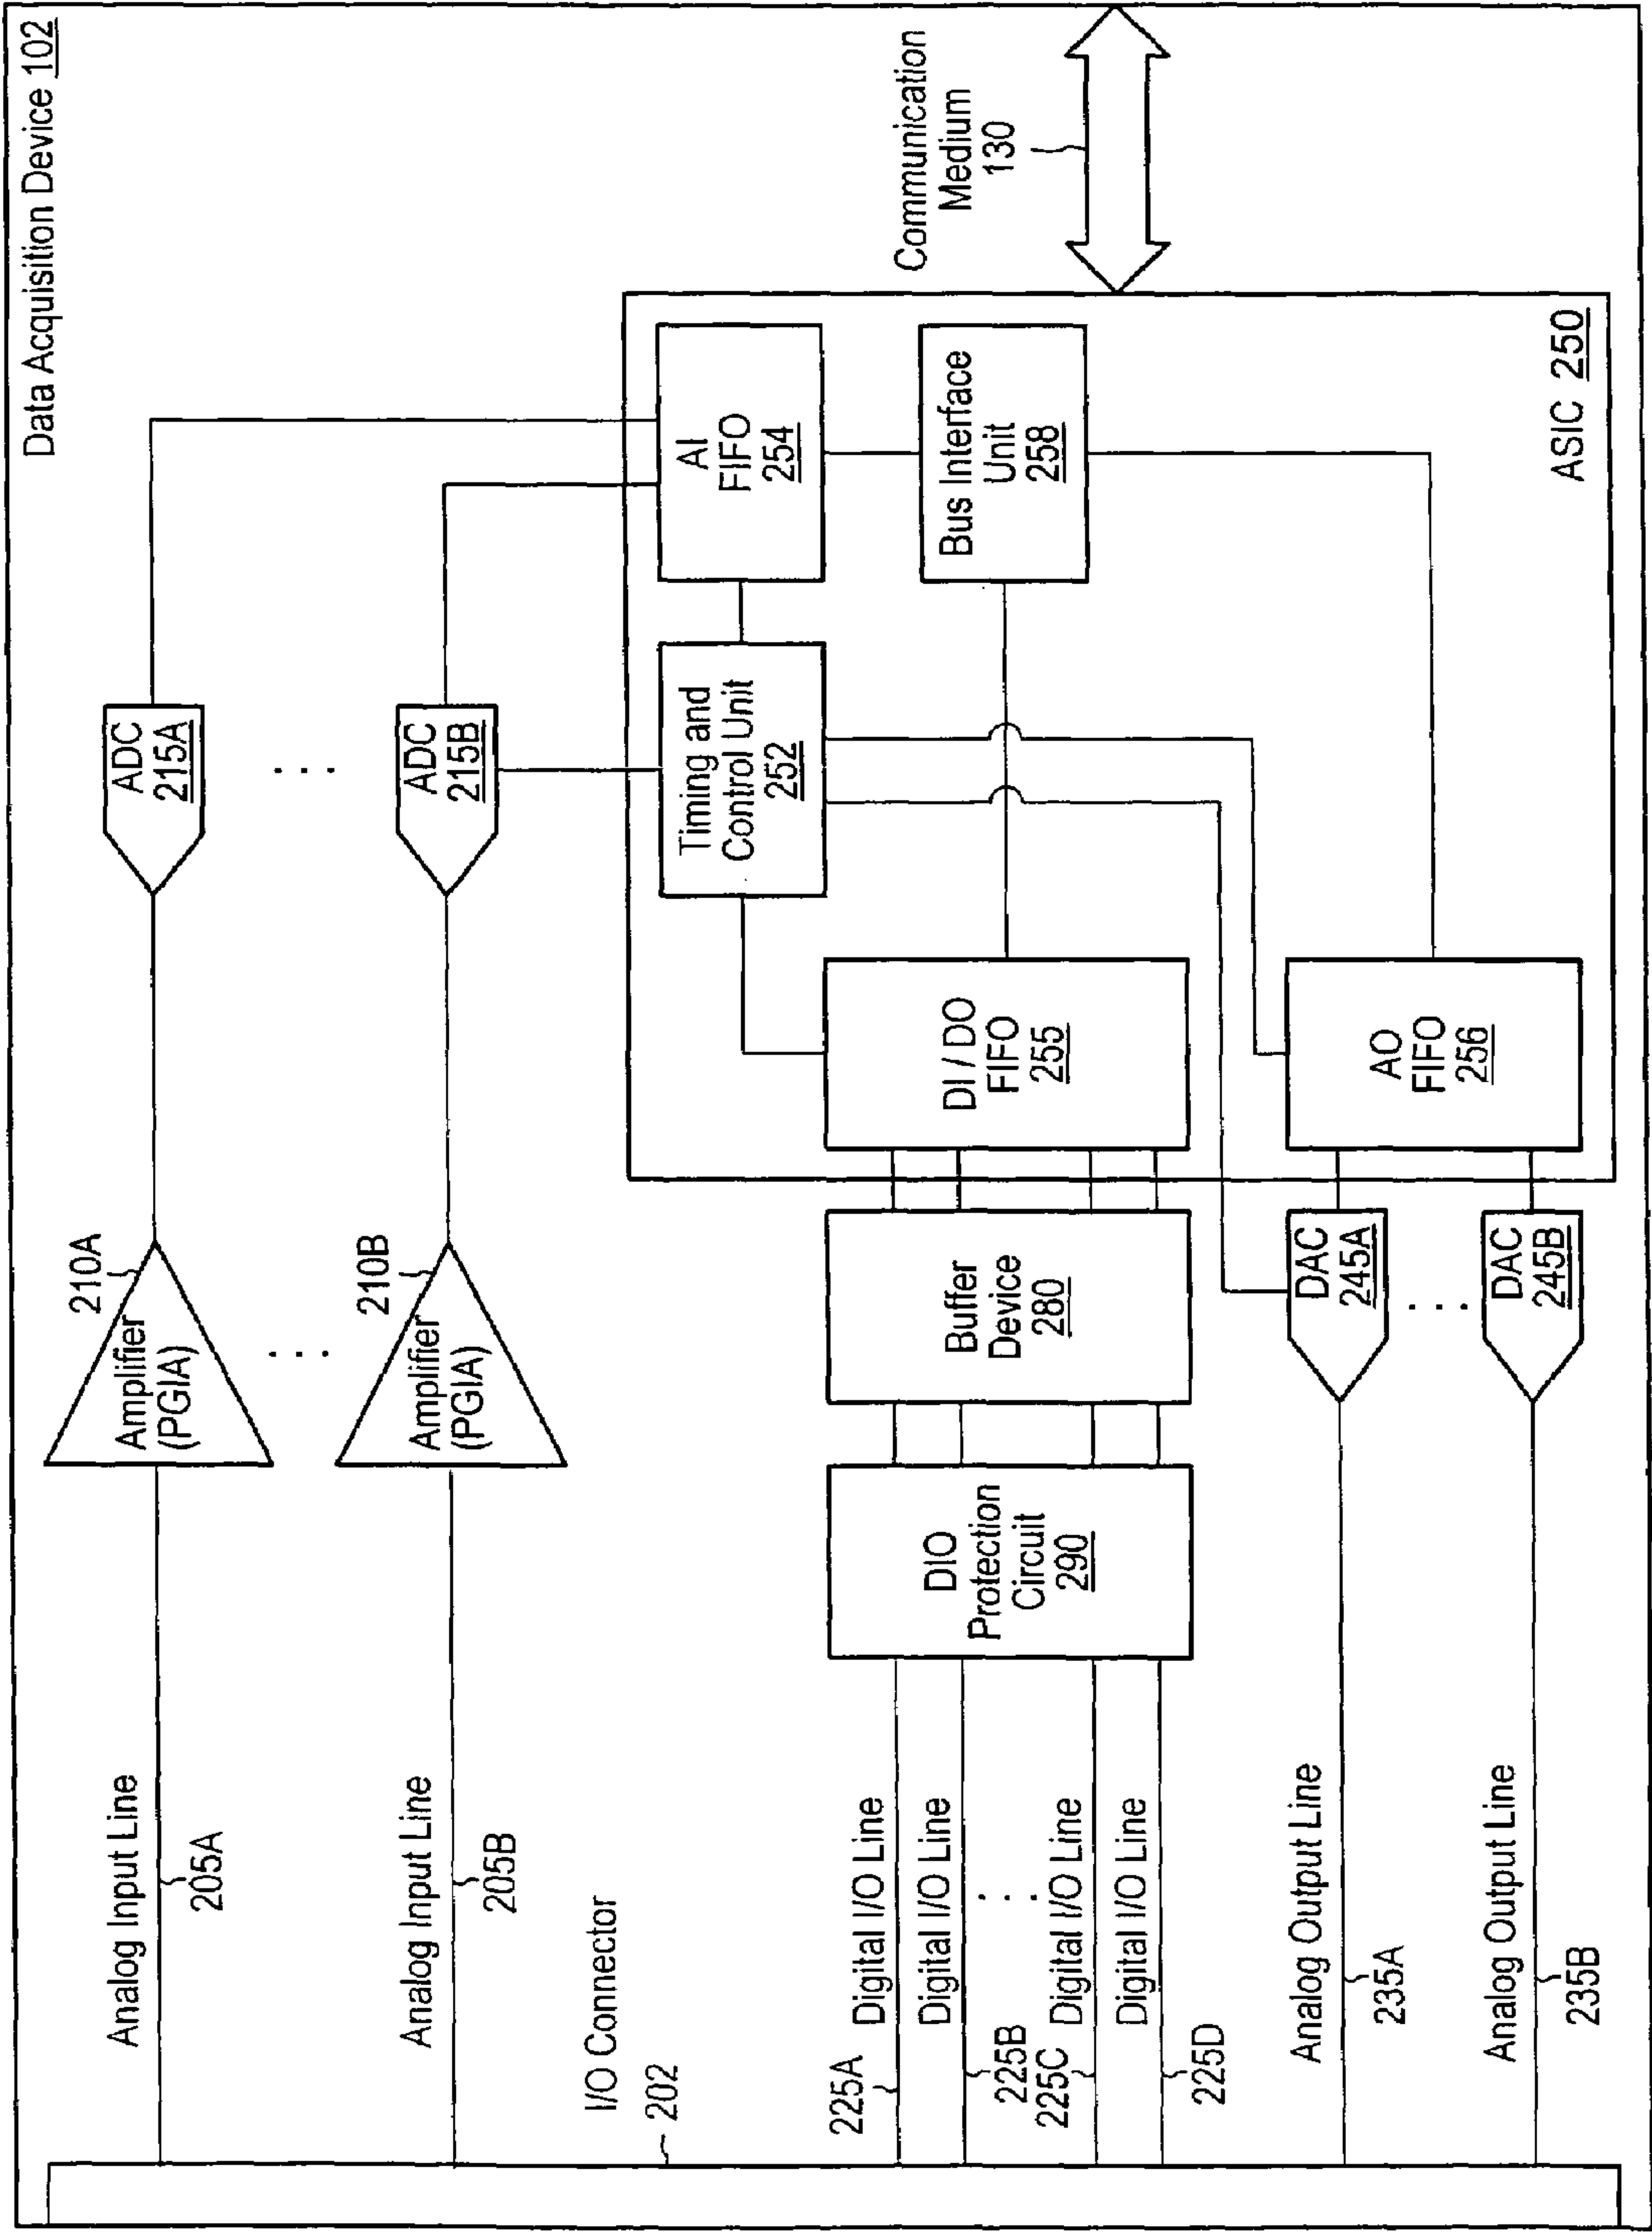 Data Acquisition Device 102
Analog Input Line
205A
Amplifier
(PGIA)
210A
ADC
215A
. . .
. . .
Analog Input Line
205B
Amplifier
(PGIA)
210B
ADC
215B
I/O Connector
202
Timing and
Control Unit
252
AI
FIFO
254
Communication
Medium
130
225A
Digital I/O Line
Digital I/O Line
225B
. . .
225C
Digital I/O Line
Digital I/O Line
225D
DIO
Protection
Circuit
290
Buffer
Device
280
DI / DO
FIFO
255
Bus Interface
Unit
258
Analog Output Line
235A
DAC
245A
. . .
AO
FIFO
256
Analog Output Line
235B
DAC
245B
ASIC 250